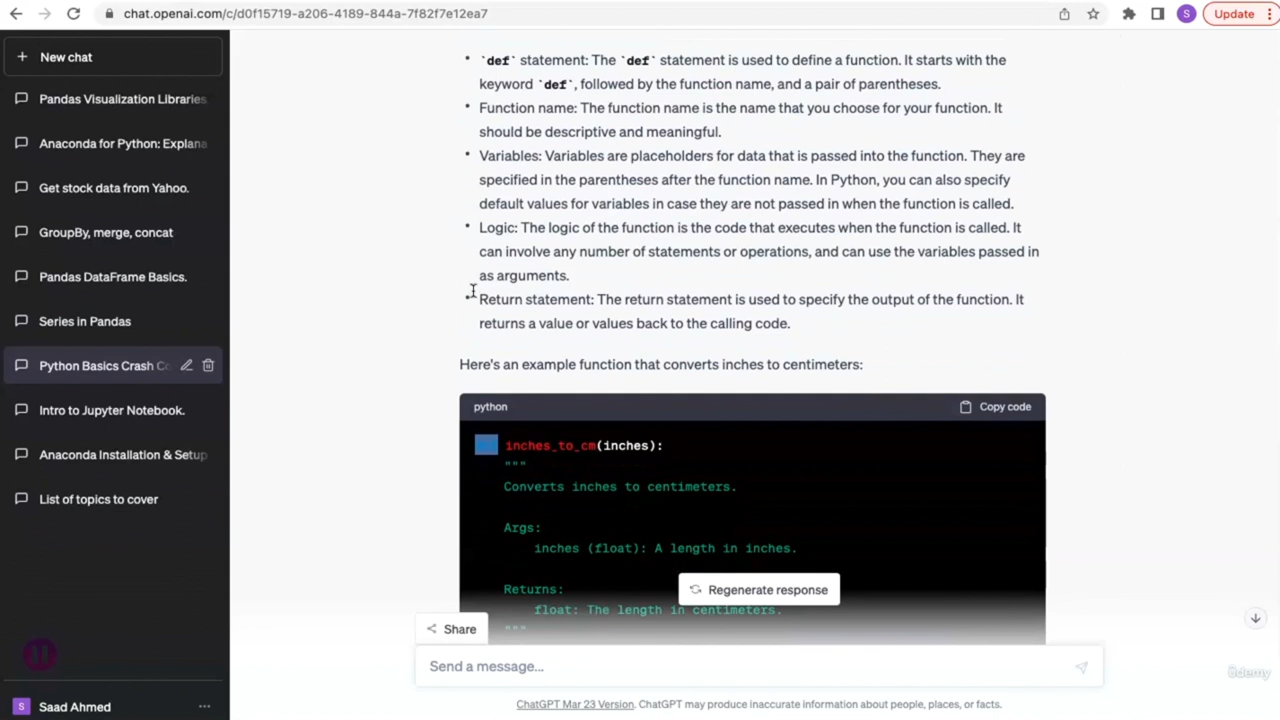 chat.openai.com/c/d0f15719-a206-4189-844a-7f82f7e12ea7
S
Update
New chat
Pandas Visualization Libraries
Anaconda for Python: Explana
Get stock data from Yahoo.
GroupBy, merge, concat
Pandas DataFrame Basics.
Series in Pandas
Python Basics Crash Co
Intro to Jupyter Notebook.
Anaconda Installation & Setup
List of topics to cover
S
Saad Ahmed
• `def` statement: The `def` statement is used to define a function. It starts with the
keyword `def`, followed by the function name, and a pair of parentheses.
• Function name: The function name is the name that you choose for your function. It
should be descriptive and meaningful.
• Variables: Variables are placeholders for data that is passed into the function. They are
specified in the parentheses after the function name. In Python, you can also specify
default values for variables in case they are not passed in when the function is called.
• Logic: The logic of the function is the code that executes when the function is called. It
can involve any number of statements or operations, and can use the variables passed in
as arguments.
• Return statement: The return statement is used to specify the output of the function. It
returns a value or values back to the calling code.
Here's an example function that converts inches to centimeters:
python
Copy code
inches_to_cm(inches):
"""
Converts inches to centimeters.
Args:
inches (float): A length in inches.
Returns:
float: The length in centimeters.
"""
Regenerate response
Share
Send a message...
ChatGPT Mar 23 Version. ChatGPT may produce inaccurate information about people, places, or facts.
ûdemy